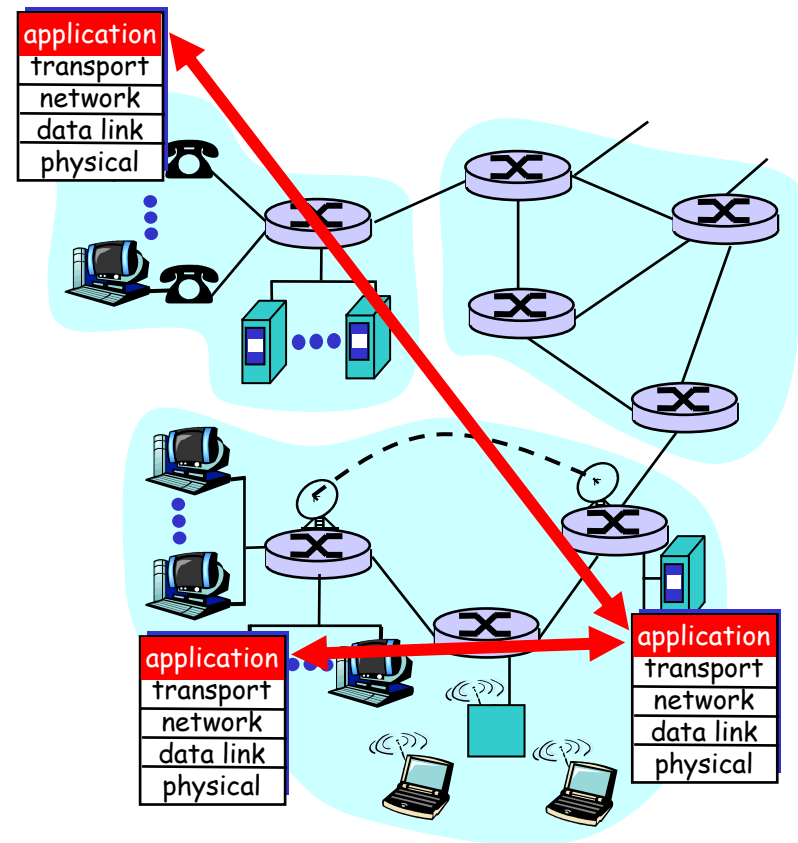 application
transport
network
data link
physical
application
transport
network
data link
physical
application
transport
network
data link
physical